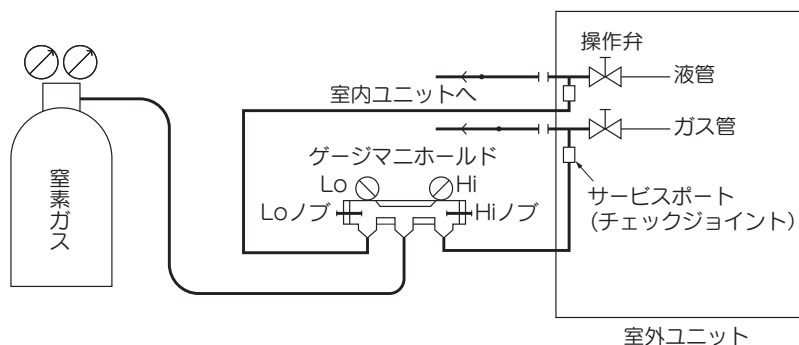 操作弁
液管
室内ユニットへ
ガス管
ゲージマニホールド
Lo
Hi
Loノブ
Hiノブ
サービスポート
(チェックジョイント)
窒素ガス
室外ユニット